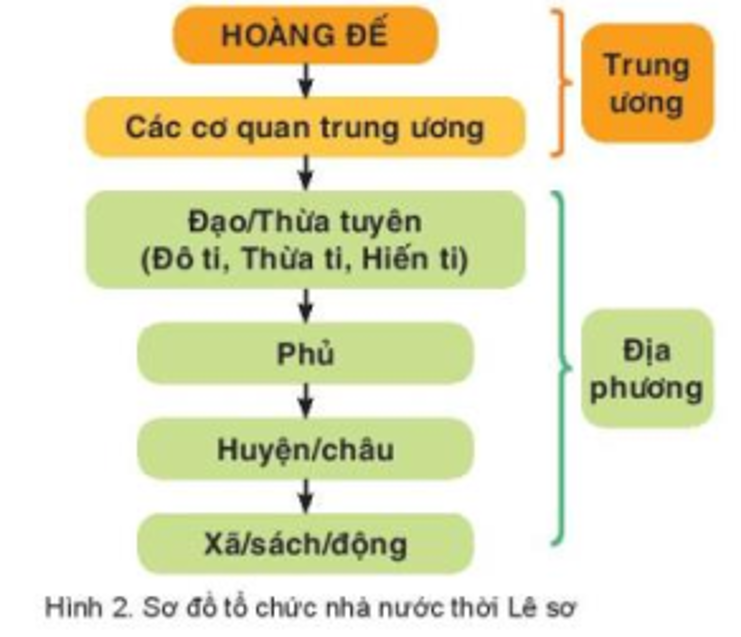 HOÀNG ĐẾ
Các cơ quan trung ương
Trung
ương
Đạo/Thừa tuyên
(Đô ti, Thừa ti, Hiến ti)
Phủ
Huyện/châu
Xã/sách/động
Địa
phương
Hình 2. Sơ đồ tổ chức nhà nước thời Lê sơ